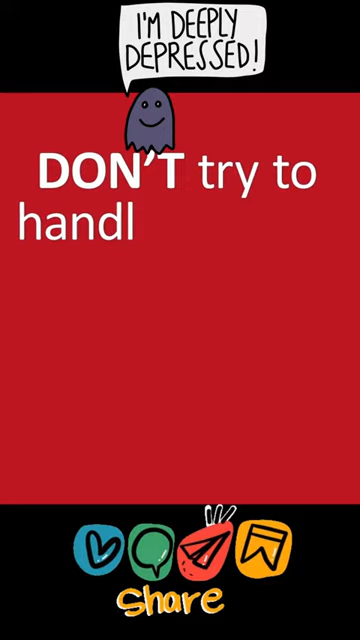 I'M DEEPLY
DEPRESSED!
DON'T try to
handl
Share